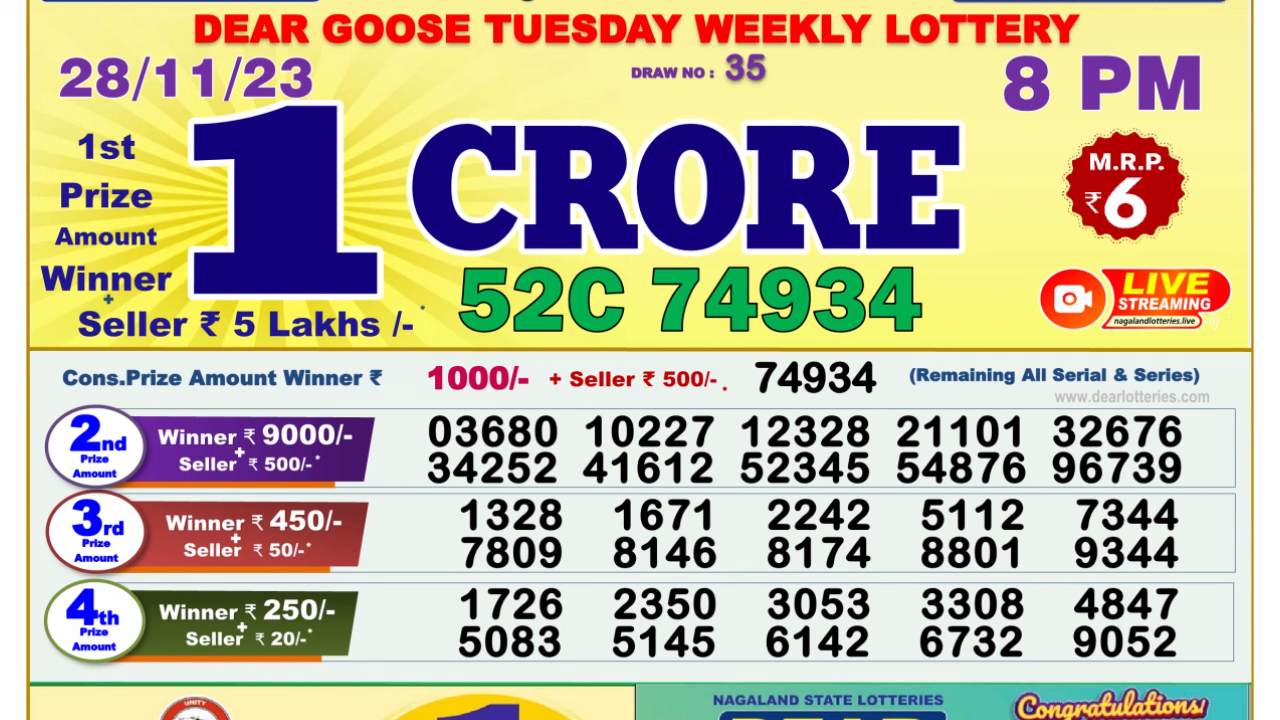 DEAR GOOSE TUESDAY WEEKLY LOTTERY
28/11/23
DRAW NO : 35
8 PM
1st
Prize
Amount
Winner
+
Seller ₹ 5 Lakhs /-*
1 CRORE
52C 74934
M.R.P.
₹6
LIVE
STREAMING
nagalandlotteries.live
Cons.Prize Amount Winner ₹ 1000/- + Seller ₹ 500/- . 74934 (Remaining All Serial & Series)
www.dearlotteries.com
2nd
Prize
Amount
Winner ₹ 9000/-
+
Seller ₹ 500/-*
03680 10227 12328 21101 32676
34252 41612 52345 54876 96739
3rd
Prize
Amount
Winner ₹ 450/-
+
Seller ₹ 50/-*
1328 1671 2242 5112 7344
7809 8146 8174 8801 9344
4th
Prize
Amount
Winner ₹ 250/-
+
Seller ₹ 20/-*
1726 2350 3053 3308 4847
5083 5145 6142 6732 9052
UNITY
NAGALAND STATE LOTTERIES
DEAR
Congratulations!